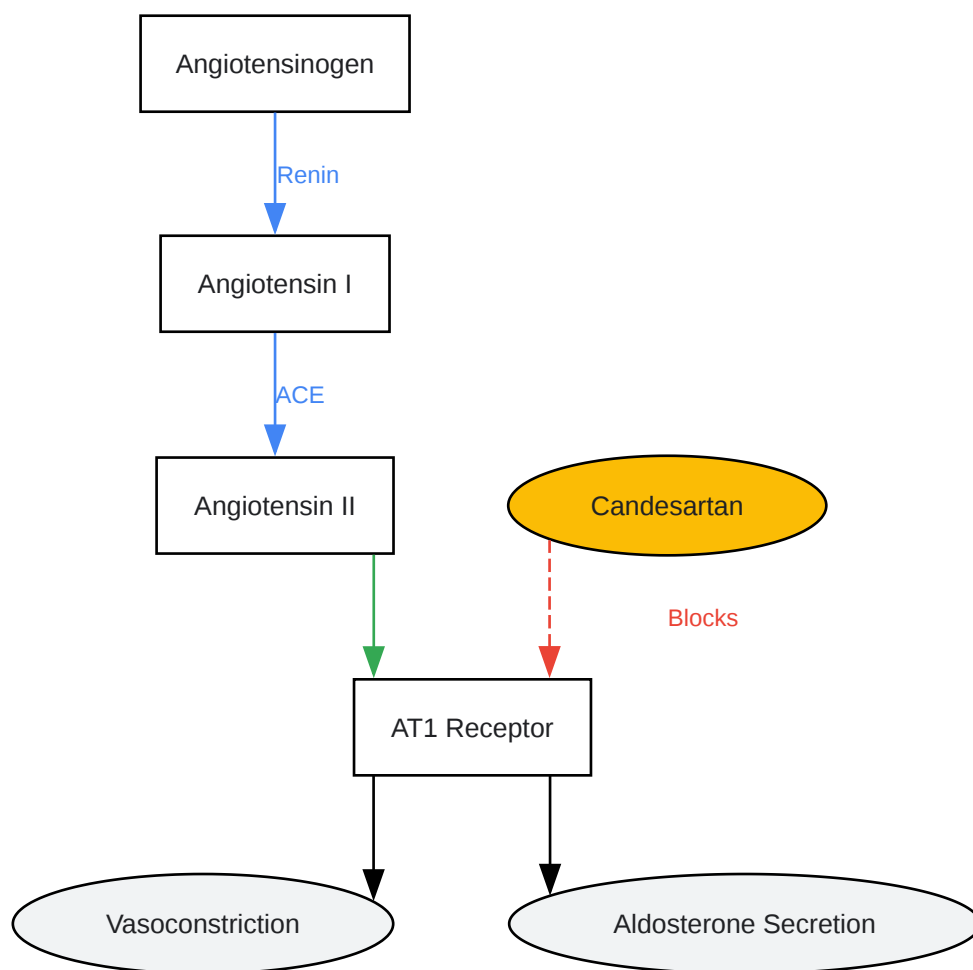 Angiotensinogen
Renin
Angiotensin I
ACE
Angiotensin II
Candesartan
Blocks
AT1 Receptor
Vasoconstriction
Aldosterone Secretion